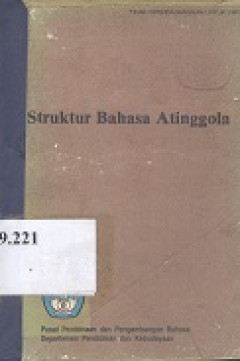 Struktur Bahasa Atinggola
9.221
Pusat Pembinaan dan Pengembangan Bahasa
Departemen Pendidikan dan Kebudayaan